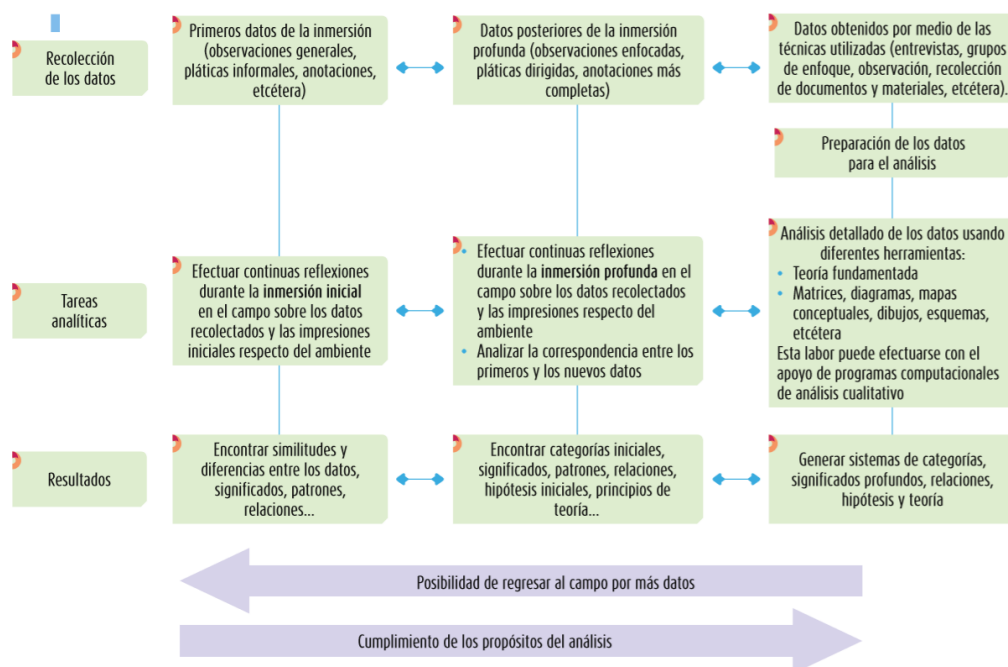 Recolección
de los datos
Primeros datos de la inmersión
(observaciones generales,
pláticas informales, anotaciones,
etcétera)
Datos posteriores de la inmersión
profunda (observaciones enfocadas,
pláticas dirigidas, anotaciones más
completas)
Datos obtenidos por medio de las
técnicas utilizadas (entrevistas, grupos
de enfoque, observación, recolección
de documentos y materiales, etcétera).
Preparación de los datos
para el análisis
Tareas
analíticas
Efectuar continuas reflexiones
durante la inmersión inicial
en el campo sobre los datos
recolectados y las impresiones
iniciales respecto del ambiente
• Efectuar continuas reflexiones
durante la inmersión profunda en el
campo sobre los datos recolectados
y las impresiones respecto del
ambiente
• Analizar la correspondencia entre los
primeros y los nuevos datos
Análisis detallado de los datos usando
diferentes herramientas:
• Teoría fundamentada
• Matrices, diagramas, mapas
conceptuales, dibujos, esquemas,
etcétera
Esta labor puede efectuarse con el
apoyo de programas computacionales
de análisis cualitativo
Resultados
Encontrar similitudes y
diferencias entre los datos,
significados, patrones,
relaciones...
Encontrar categorías iniciales,
significados, patrones, relaciones,
hipótesis iniciales, principios de
teoría...
Generar sistemas de categorías,
significados profundos, relaciones,
hipótesis y teoría
Posibilidad de regresar al campo por más datos
Cumplimiento de los propósitos del análisis